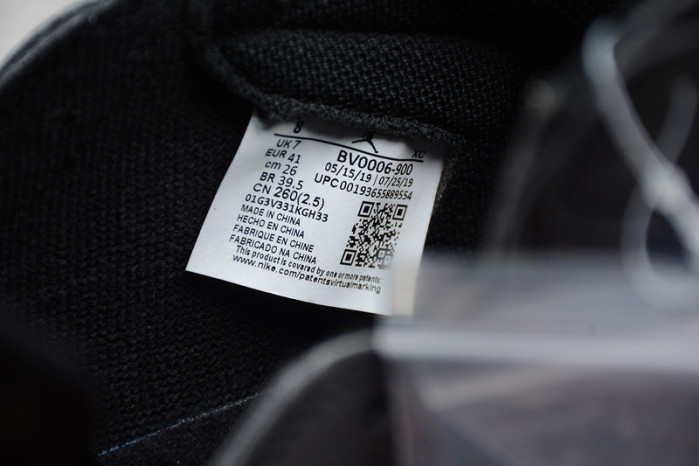 8 XC
UK 7
EUR 41
cm 26
BR 39.5
CN 260(2.5)
01G3V331KGH33
MADE IN CHINA
HECHO EN CHINA
FABRIQUE EN CHINE
FABRICADO NA CHINA
This product is covered by one or more patents:
www.nike.com/patentsvirtualmarking
BV0006-900
05/15/19 | 07/25/19
UPC 00193655889554